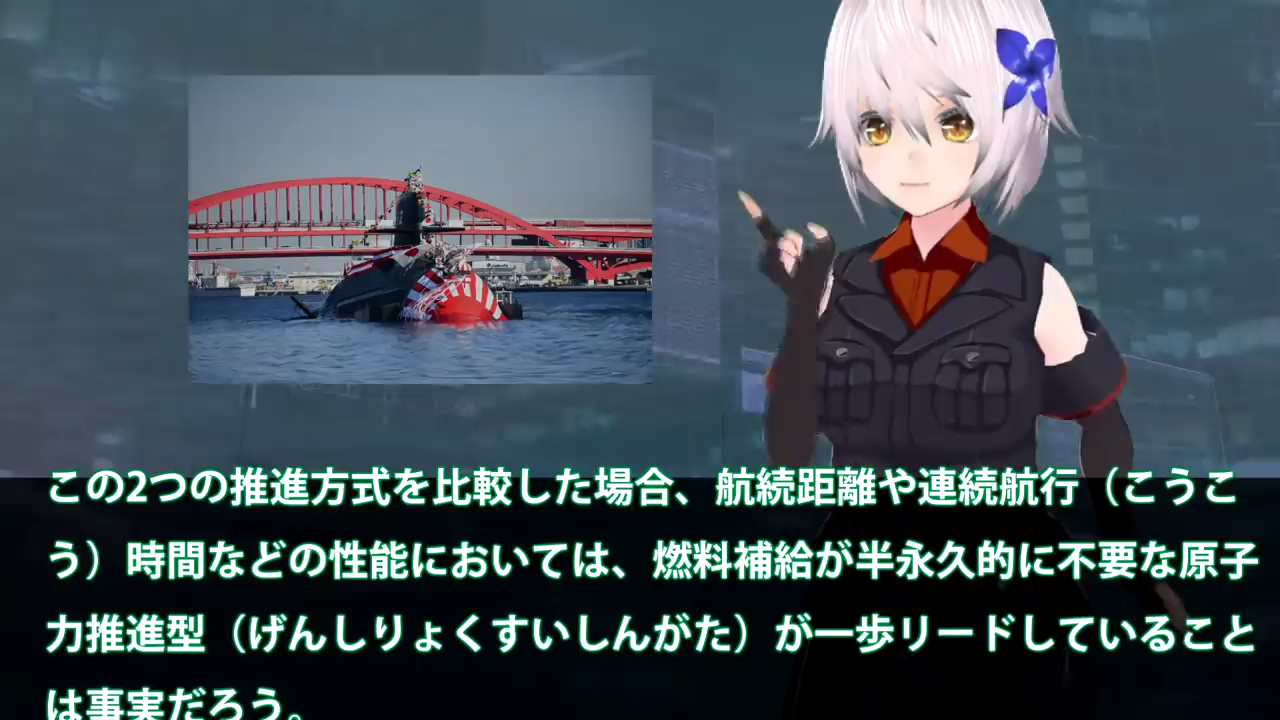 この2つの推進方式を比較した場合、航続距離や連続航行（こうこ
う）時間などの性能においては、燃料補給が半永久的に不要な原子
力推進型（げんしりょくすいしんがた）が一歩リードしていること
は事実だろう。